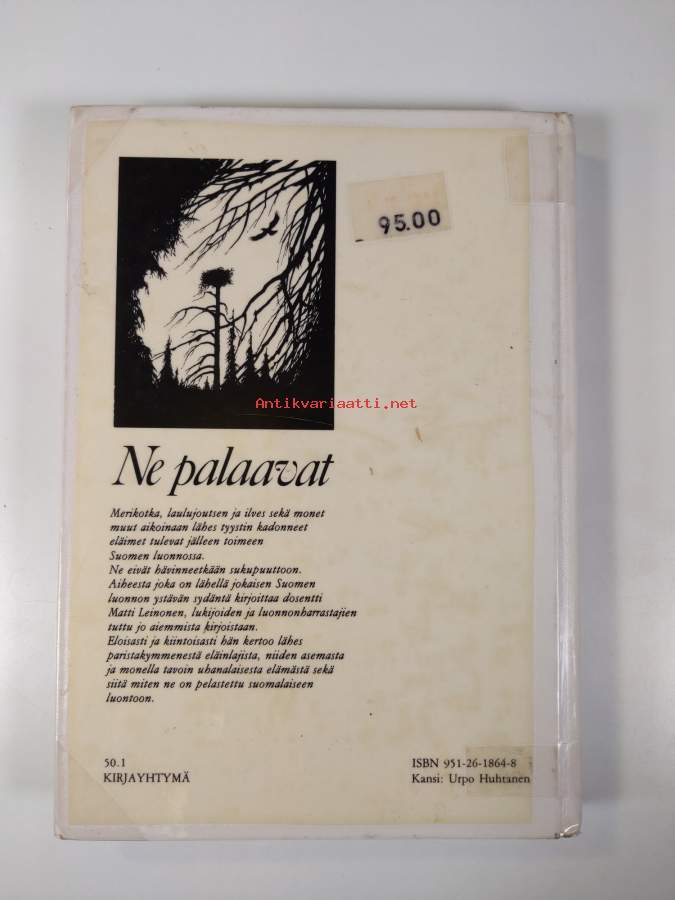 95.00
Antikvariaatti.net
Ne palaavat
Merikotka, laulujoutsen ja ilves sekä monet
muut aikoinaan lähes tyystin kadonneet
eläimet tulevat jälleen toimeen
Suomen luonnossa.
Ne eivät hävinneetkään sukupuuttoon.
Aiheesta joka on lähellä jokaisen Suomen
luonnon ystävän sydäntä kirjoittaa dosentti
Matti Leinonen, lukijoiden ja luonnonharrastajien
tuttu jo aiemmista kirjoistaan.
Eloisasti ja kiintoisasti hän kertoo lähes
paristakymmenestä eläinlajista, niiden asemasta
ja monella tavoin uhanalaisesta elämästä sekä
siitä miten ne on pelastettu suomalaiseen
luontoon.
50.1
KIRJAYHTYMÄ
ISBN 951-26-1864-8
Kansi: Urpo Huhtanen